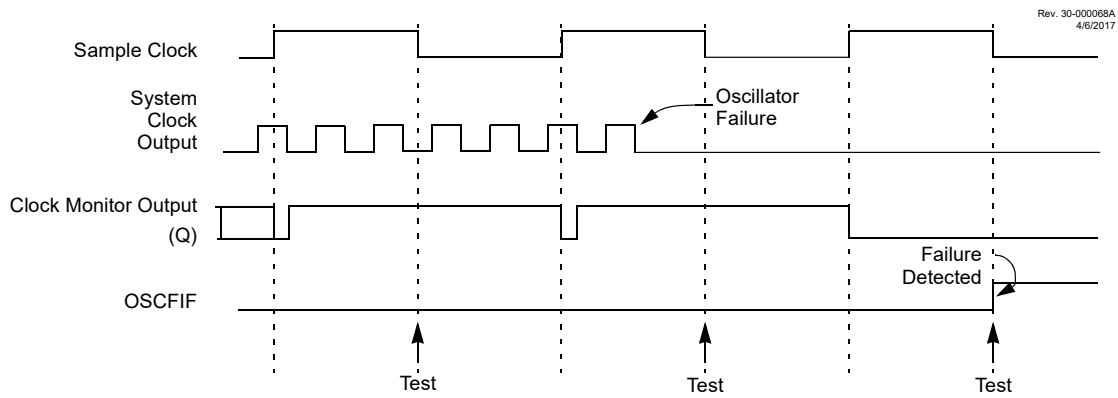 Rev. 30-000068A
4/6/2017
Sample Clock
System
Clock
Output
Oscillator
Failure
Clock Monitor Output
(Q)
Failure
Detected
OSCFIF
Test
Test
Test